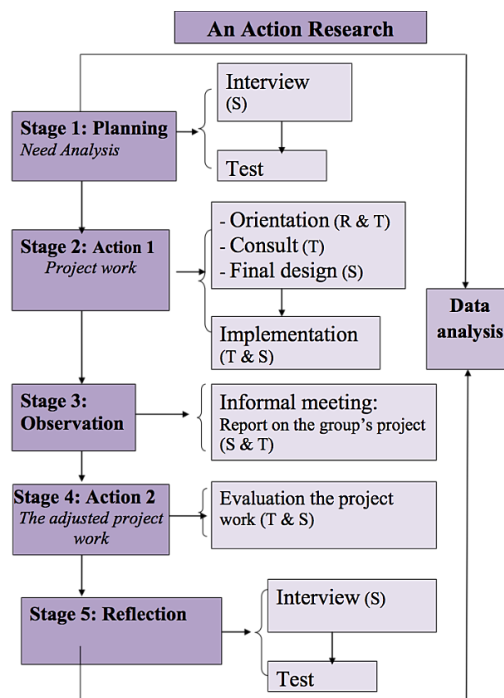 An Action Research
Interview
(S)
Stage 1: Planning
Need Analysis
Test
- Orientation (R & T)
- Consult (T)
- Final design (S)
Stage 2: Action 1
Project work
Implementation
(T & S)
Data
analysis
Stage 3:
Observation
Informal meeting:
Report on the group's project
(S & T)
Stage 4: Action 2
The adjusted project
work
Evaluation the project
work (T & S)
Stage 5: Reflection
Interview (S)
Test